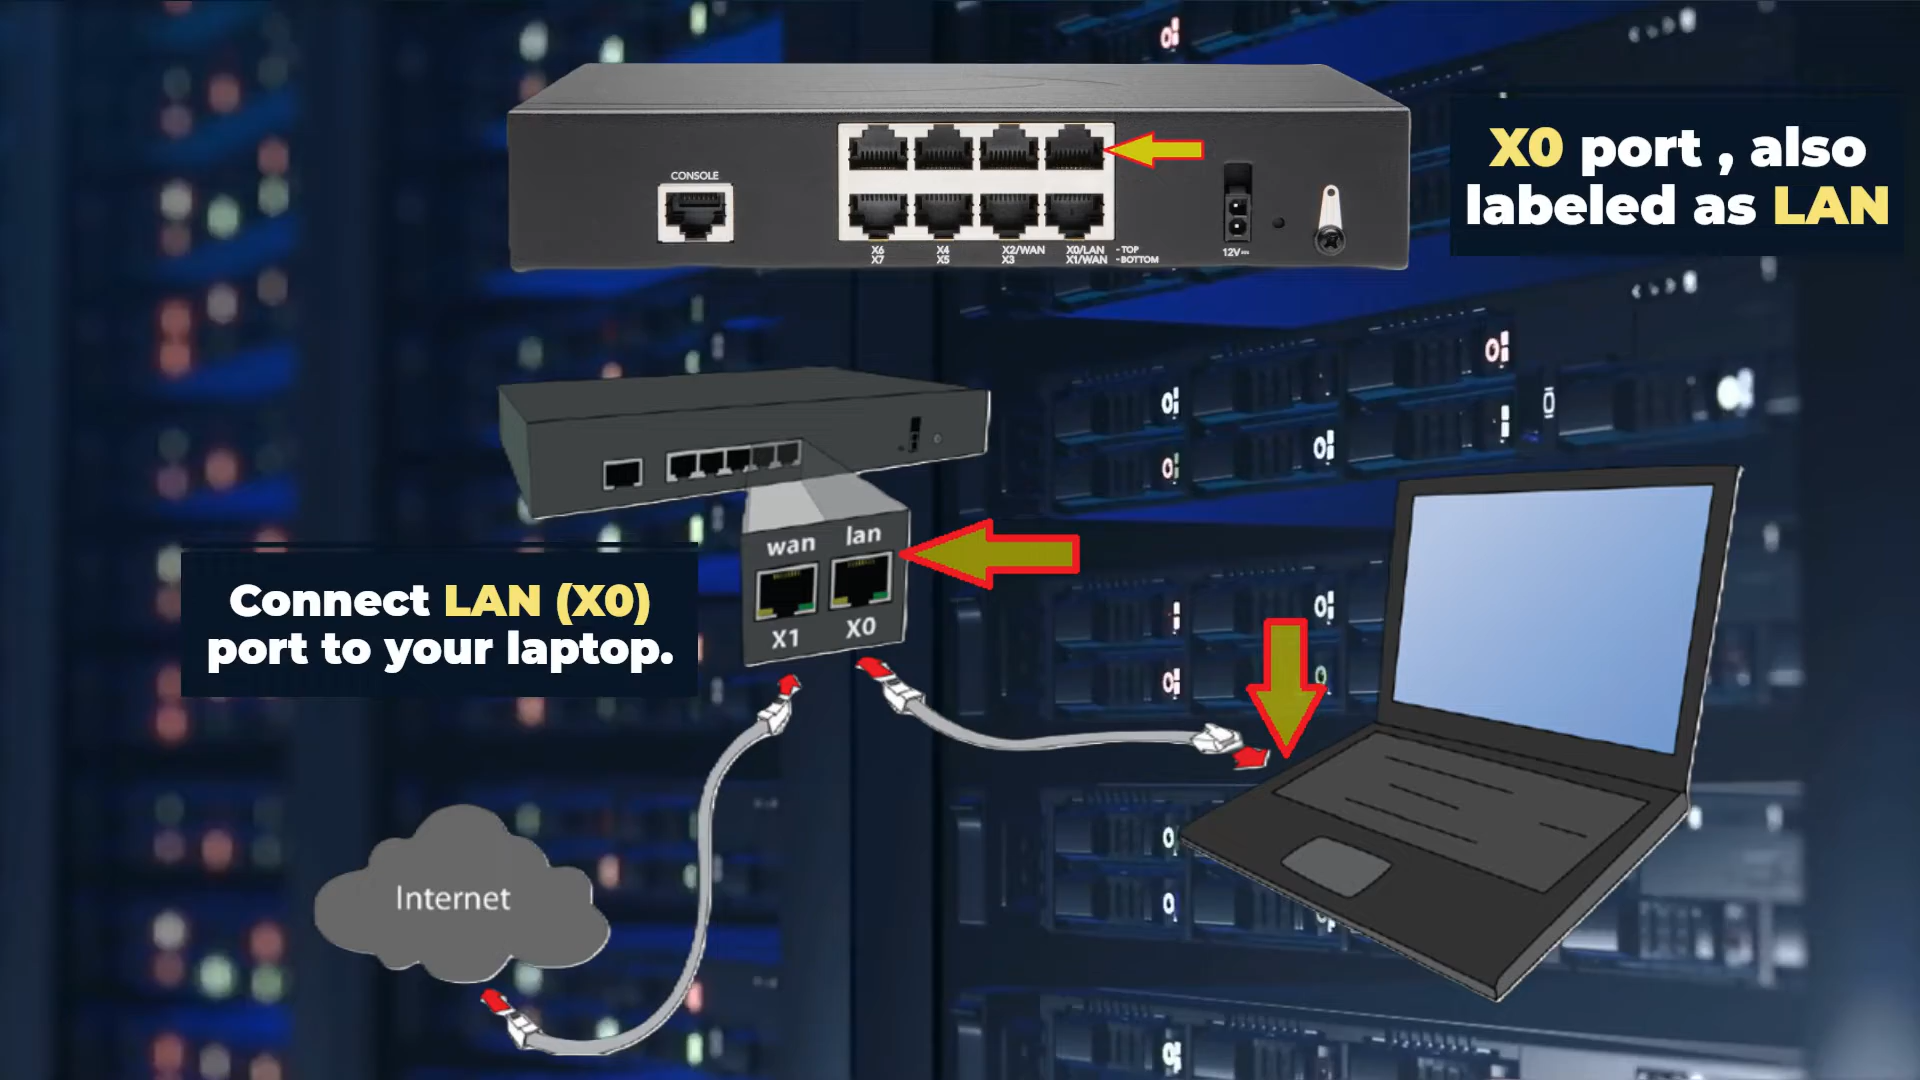 X0 port , also
labeled as LAN
CONSOLE
X6 X4 X2/WAN X0/LAN - TOP
X7 X5 X3 X1/WAN - BOTTOM
12V⎓
wan lan
X1 X0
Connect LAN (X0)
port to your laptop.
Internet